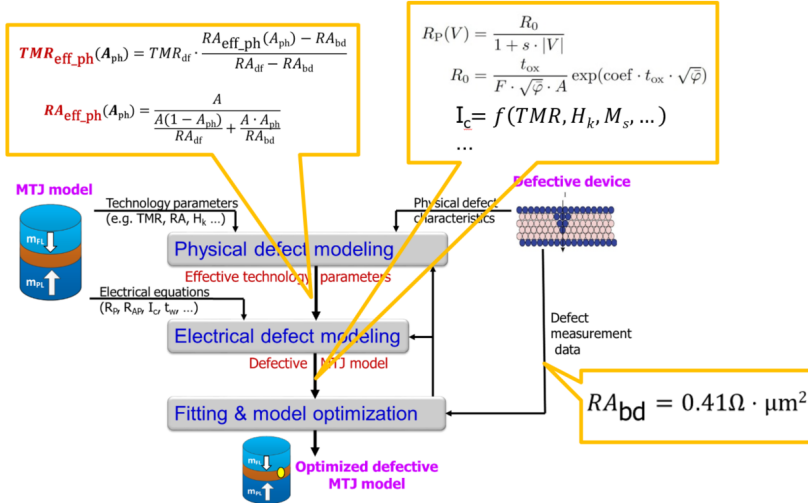 TMR_eff_ph(A_ph) = TMR_df · (RA_eff_ph(A_ph) − RA_bd) / (RA_df − RA_bd)
RA_eff_ph(A_ph) = A / (A(1 − A_ph) / RA_df + A · A_ph / RA_bd)
R_P(V) = R_0 / (1 + s · |V|)
R_0 = t_ox / (F · √φ̄ · A) exp(coef · t_ox · √φ̄)
I_c= f(TMR, H_k, M_s, …)
…
MTJ model
Technology parameters
(e.g. TMR, RA, H_k …)
Physical defect
characteristics
Defective device
m_FL
m_PL
Physical defect modeling
Effective technology parameters
Electrical equations
(R_P, R_AP, I_c, t_w, …)
Electrical defect modeling
Defective MTJ model
Defect
measurement
data
Fitting & model optimization
RA_bd = 0.41Ω · μm²
m_FL
m_PL
Optimized defective
MTJ model